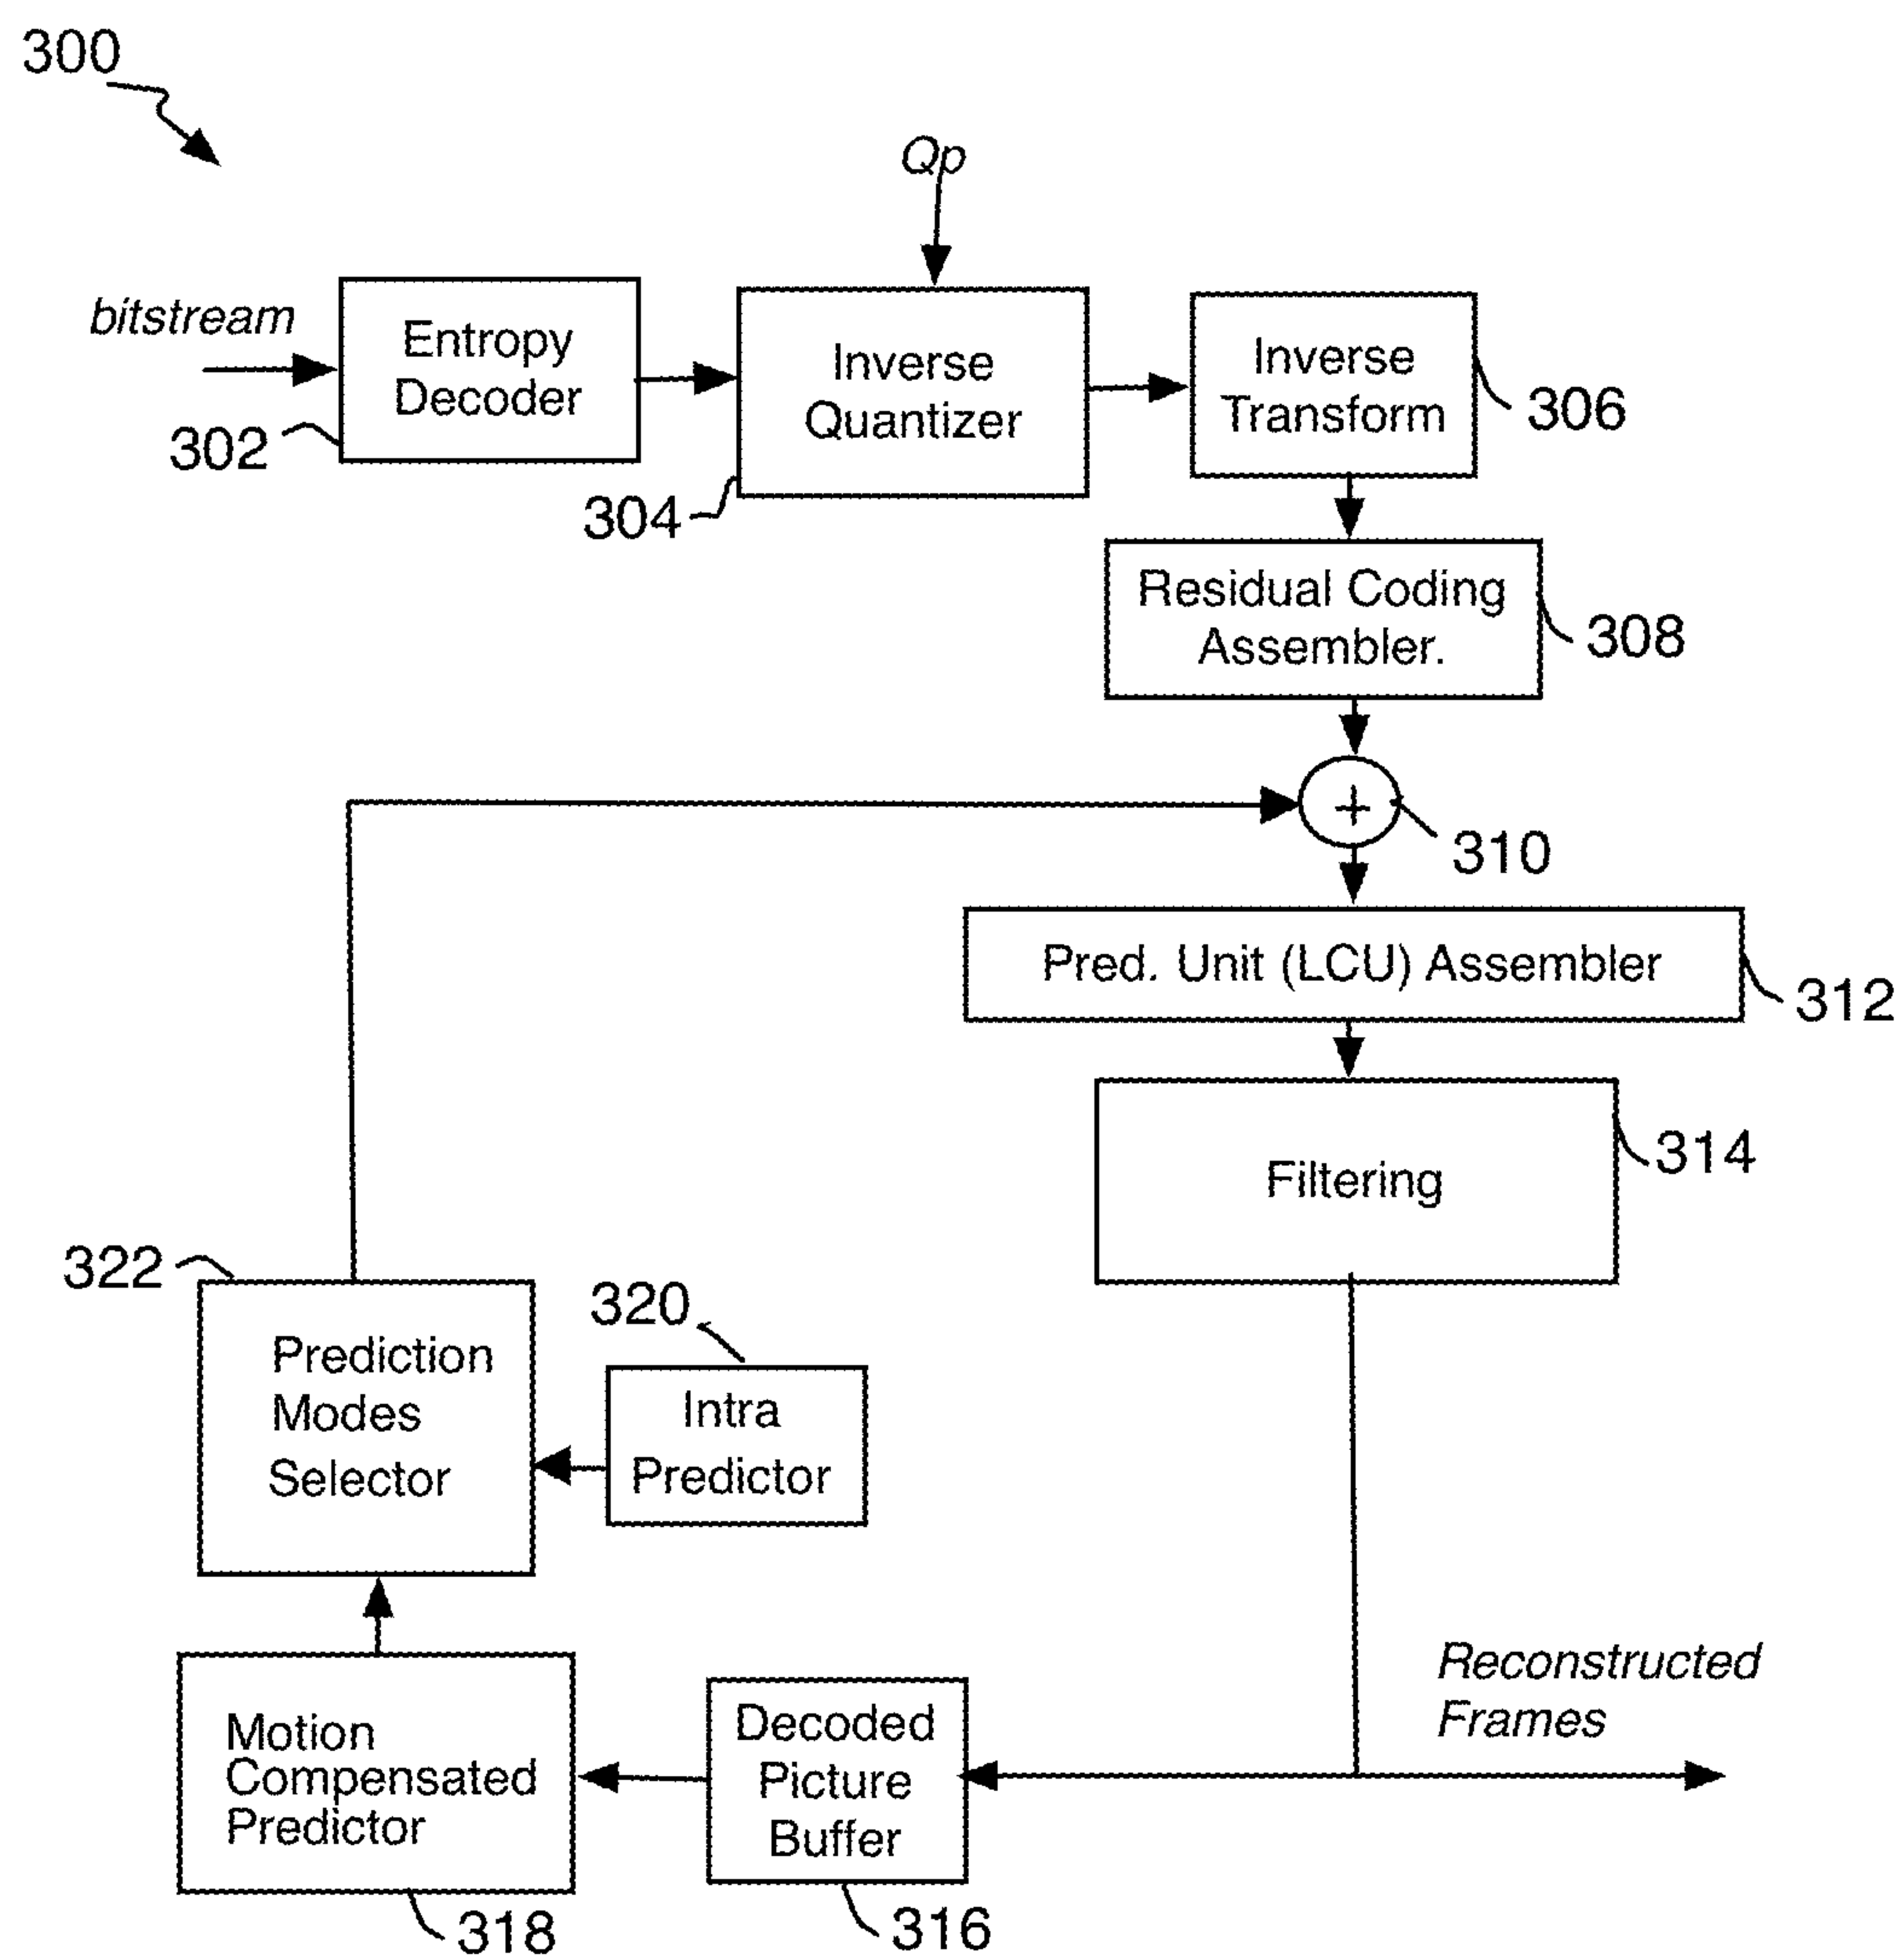 300
Qp
bitstream
Entropy
Decoder
302
Inverse
Quantizer
304
Inverse
Transform
306
Residual Coding
Assembler.
308
+
310
Pred. Unit (LCU) Assembler
312
Filtering
314
322
Prediction
Modes
Selector
320
Intra
Predictor
Motion
Compensated
Predictor
318
Decoded
Picture
Buffer
316
Reconstructed
Frames